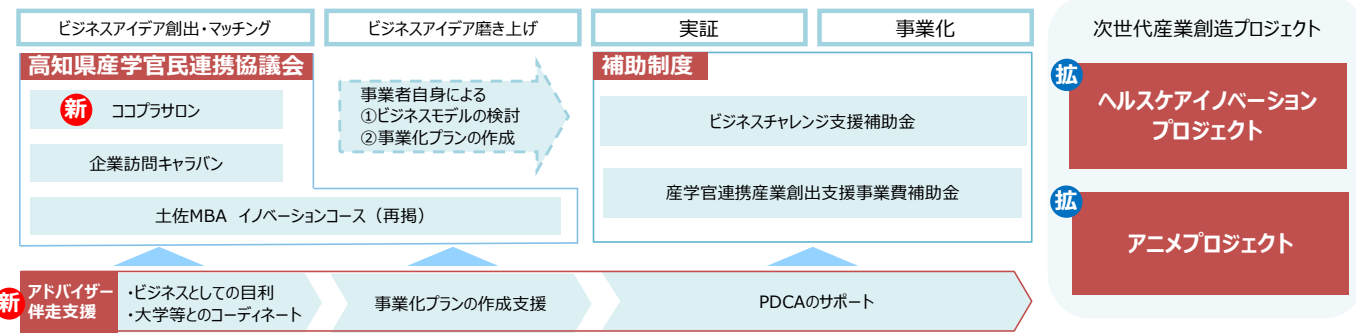 ビジネスアイデア創出・マッチング
ビジネスアイデア磨き上げ
実証
事業化
高知県産学官民連携協議会
新
ココプラサロン
企業訪問キャラバン
土佐MBA イノベーションコース（再掲）
事業者自身による
①ビジネスモデルの検討
②事業化プランの作成
補助制度
ビジネスチャレンジ支援補助金
産学官連携産業創出支援事業費補助金
新
アドバイザー
伴走支援
・ビジネスとしての目利
・大学等とのコーディネート
事業化プランの作成支援
PDCAのサポート
次世代産業創造プロジェクト
拡
ヘルスケアイノベーション
プロジェクト
拡
アニメプロジェクト